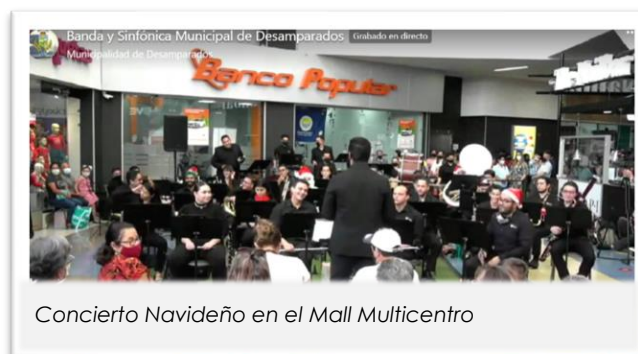 Banda y Sinfónica Municipal de Desamparados Grabado en directo
Municipalidad de Desamparados
Banco Popular
Concierto Navideño en el Mall Multicentro